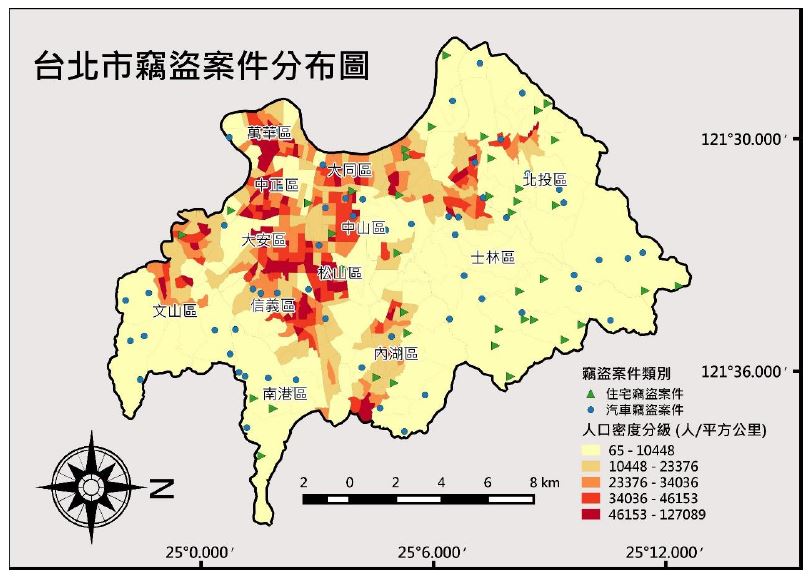 台北市竊盜案件分布圖
萬華區
大同區
中正區
北投區
中山區
大安區
士林區
松山區
信義區
文山區
內湖區
南港區
121°30.000′
121°36.000′
竊盜案件類別
住宅竊盜案件
汽車竊盜案件
人口密度分級 (人/平方公里)
65 - 10448
10448 - 23376
23376 - 34036
34036 - 46153
46153 - 127089
N
2 0 2 4 6 8 km
25°0.000′ 25°6.000′ 25°12.000′